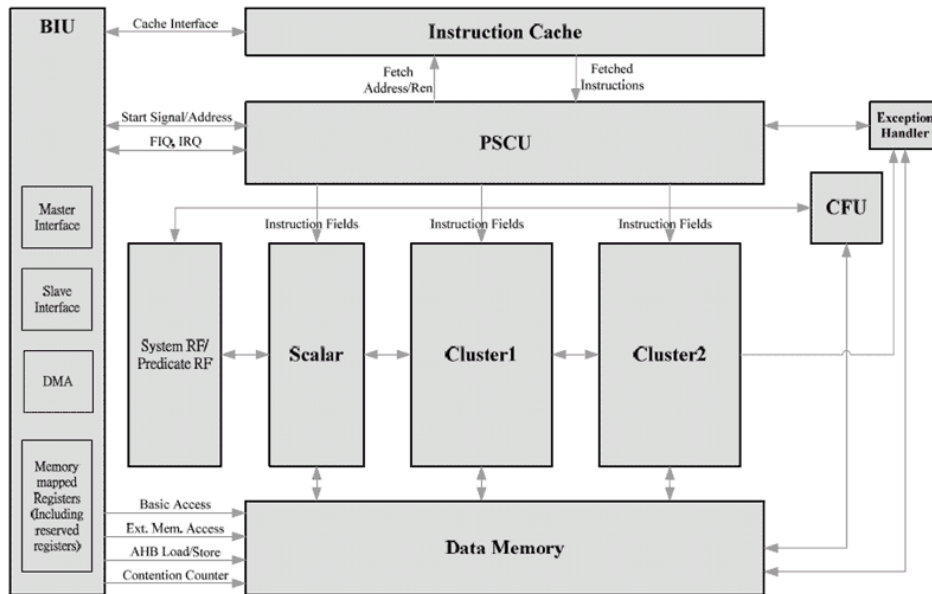 BIU
Cache Interface
Instruction Cache
Fetch
Address/Ren
Fetched
Instructions
Start Signal/Address
FIQ, IRQ
PSCU
Exception
Handler
CFU
Master
Interface
Instruction Fields
Instruction Fields
Instruction Fields
Slave
Interface
System RF/
Predicate RF
Scalar
Cluster1
Cluster2
DMA
Memory
mapped
Registers
(Including
reserved
registers)
Basic Access
Ext. Mem. Access
AHB Load/Store
Contention Counter
Data Memory